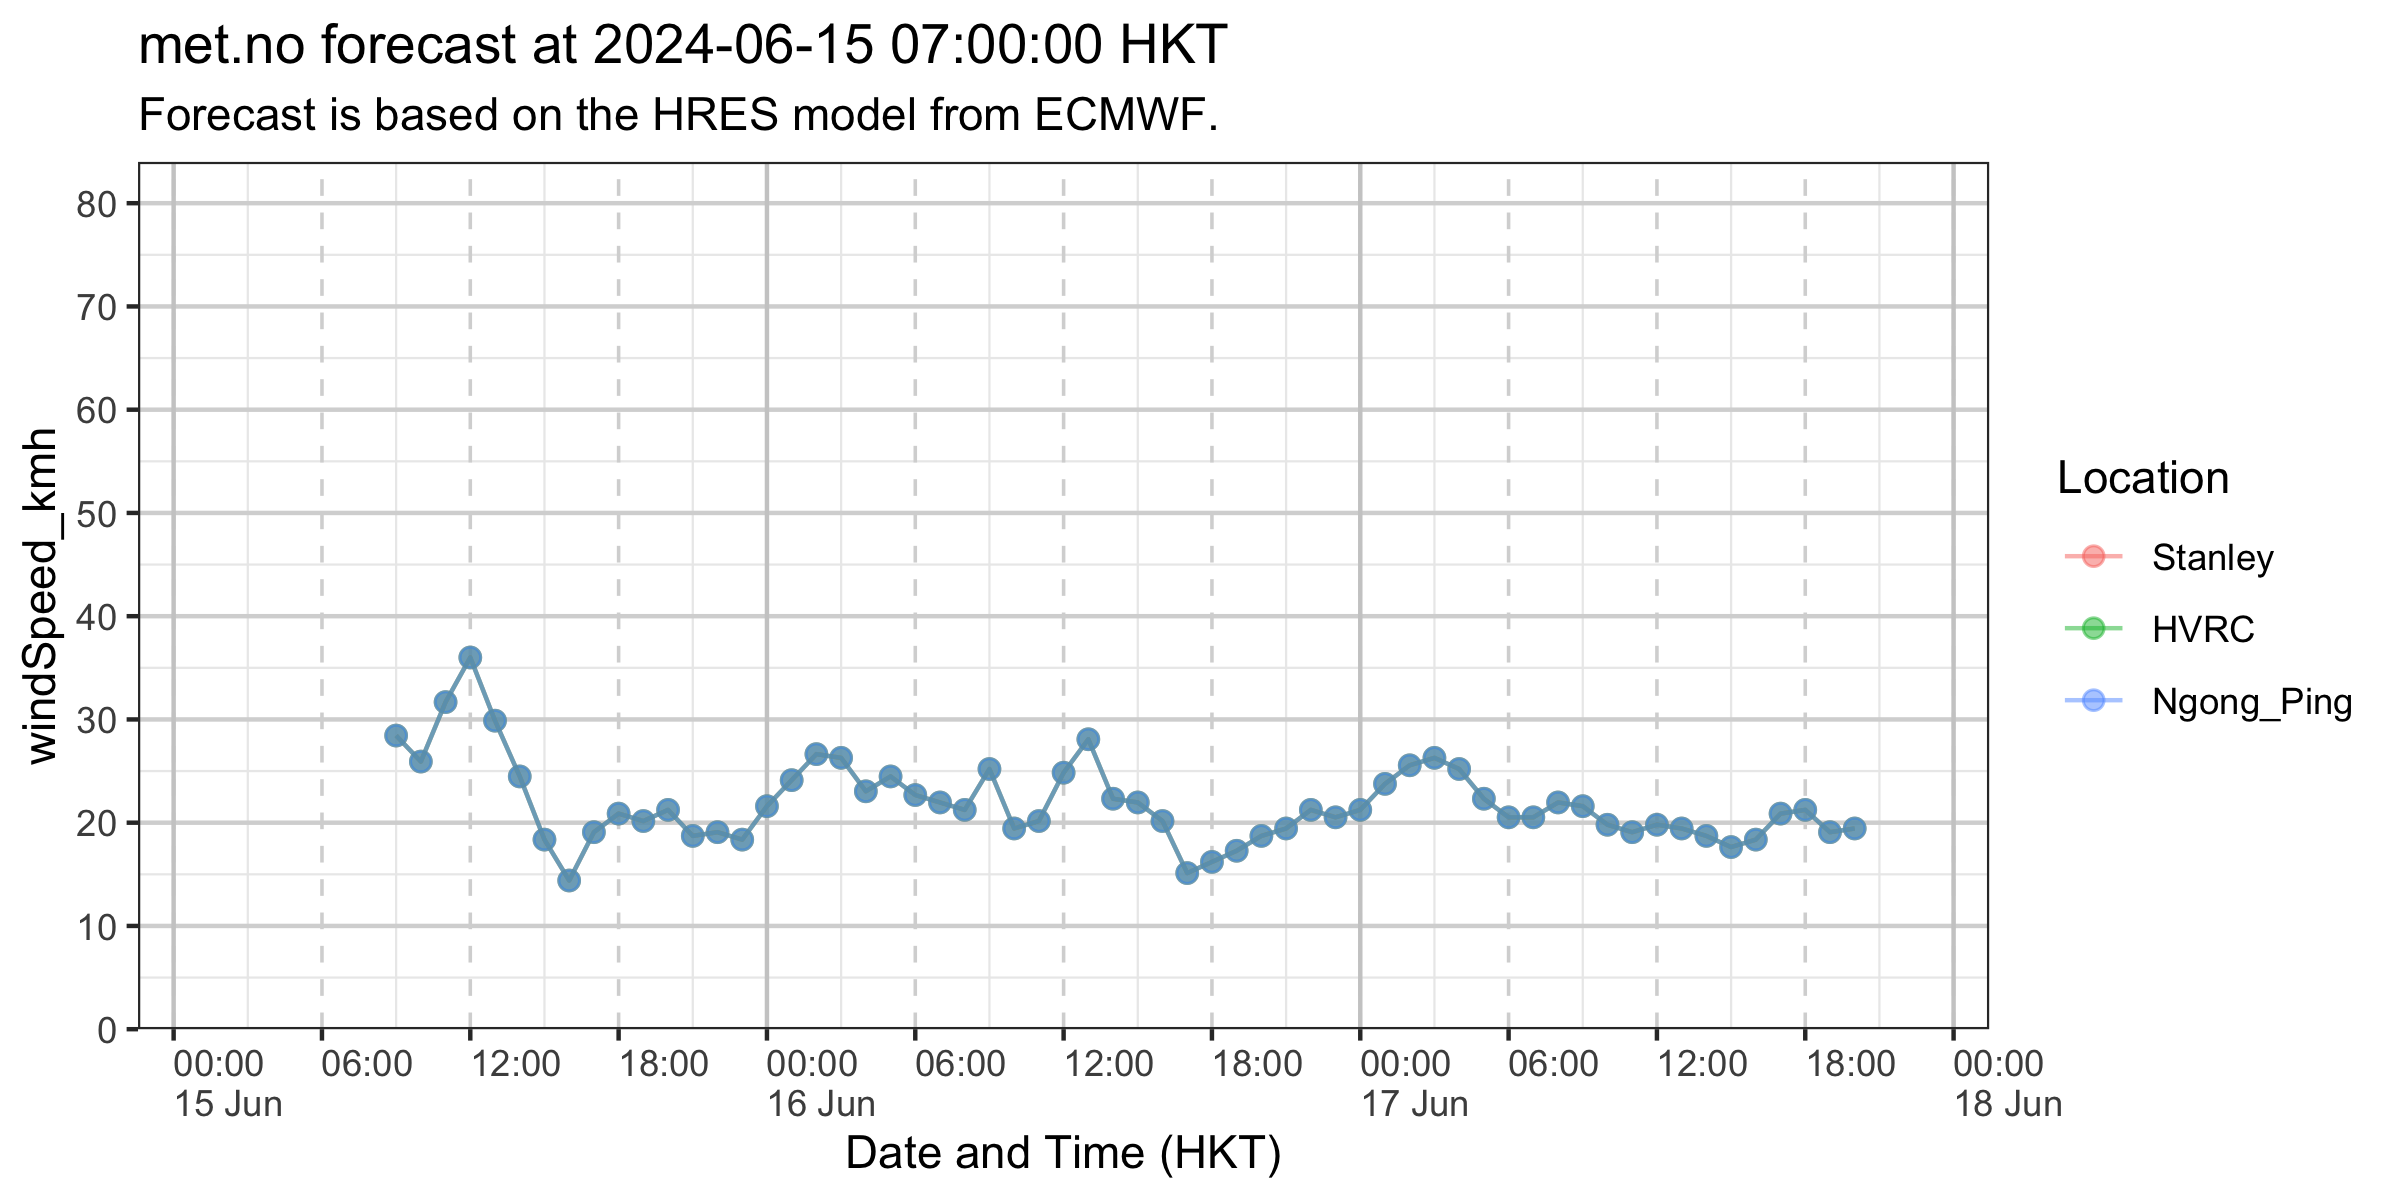 met.no forecast at 2024-06-15 07:00:00 HKT
Forecast is based on the HRES model from ECMWF.
windSpeed_kmh
80
70
60
50
40
30
20
10
0
00:00 06:00 12:00 18:00 00:00 06:00 12:00 18:00 00:00 06:00 12:00 18:00 00:00
15 Jun 16 Jun 17 Jun 18 Jun
Date and Time (HKT)
Location
Stanley
HVRC
Ngong_Ping